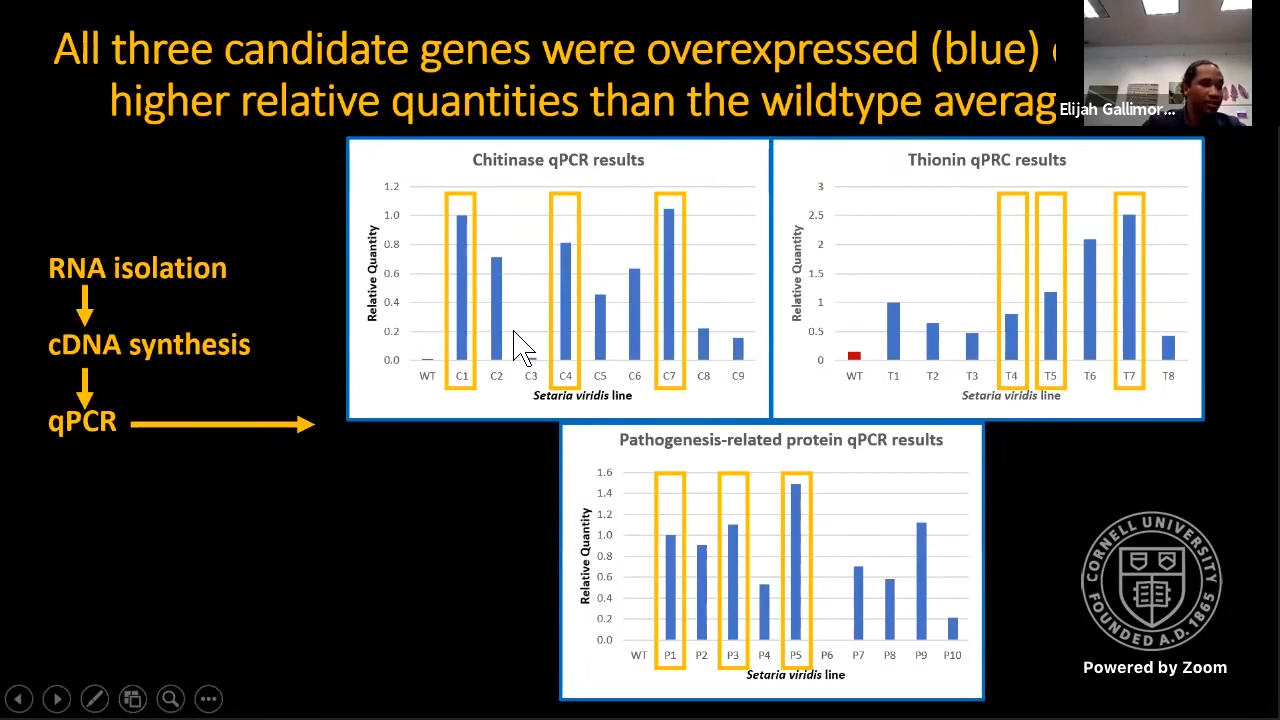 All three candidate genes were overexpressed (blue)
higher relative quantities than the wildtype averag
Elijah Gallimor...
RNA isolation
cDNA synthesis
qPCR
Chitinase qPCR results
Relative Quantity
1.2
1.0
0.8
0.6
0.4
0.2
0.0
WT C1 C2 C3 C4 C5 C6 C7 C8 C9
Setaria viridis line
Thionin qPRC results
Relative Quantity
3
2.5
2
1.5
1
0.5
0
WT T1 T2 T3 T4 T5 T6 T7 T8
Setaria viridis line
Pathogenesis-related protein qPCR results
Relative Quantity
1.6
1.4
1.2
1.0
0.8
0.6
0.4
0.2
0.0
WT P1 P2 P3 P4 P5 P6 P7 P8 P9 P10
Setaria viridis line
CORNELL UNIVERSITY
FOUNDED A.D. 1865
Powered by Zoom